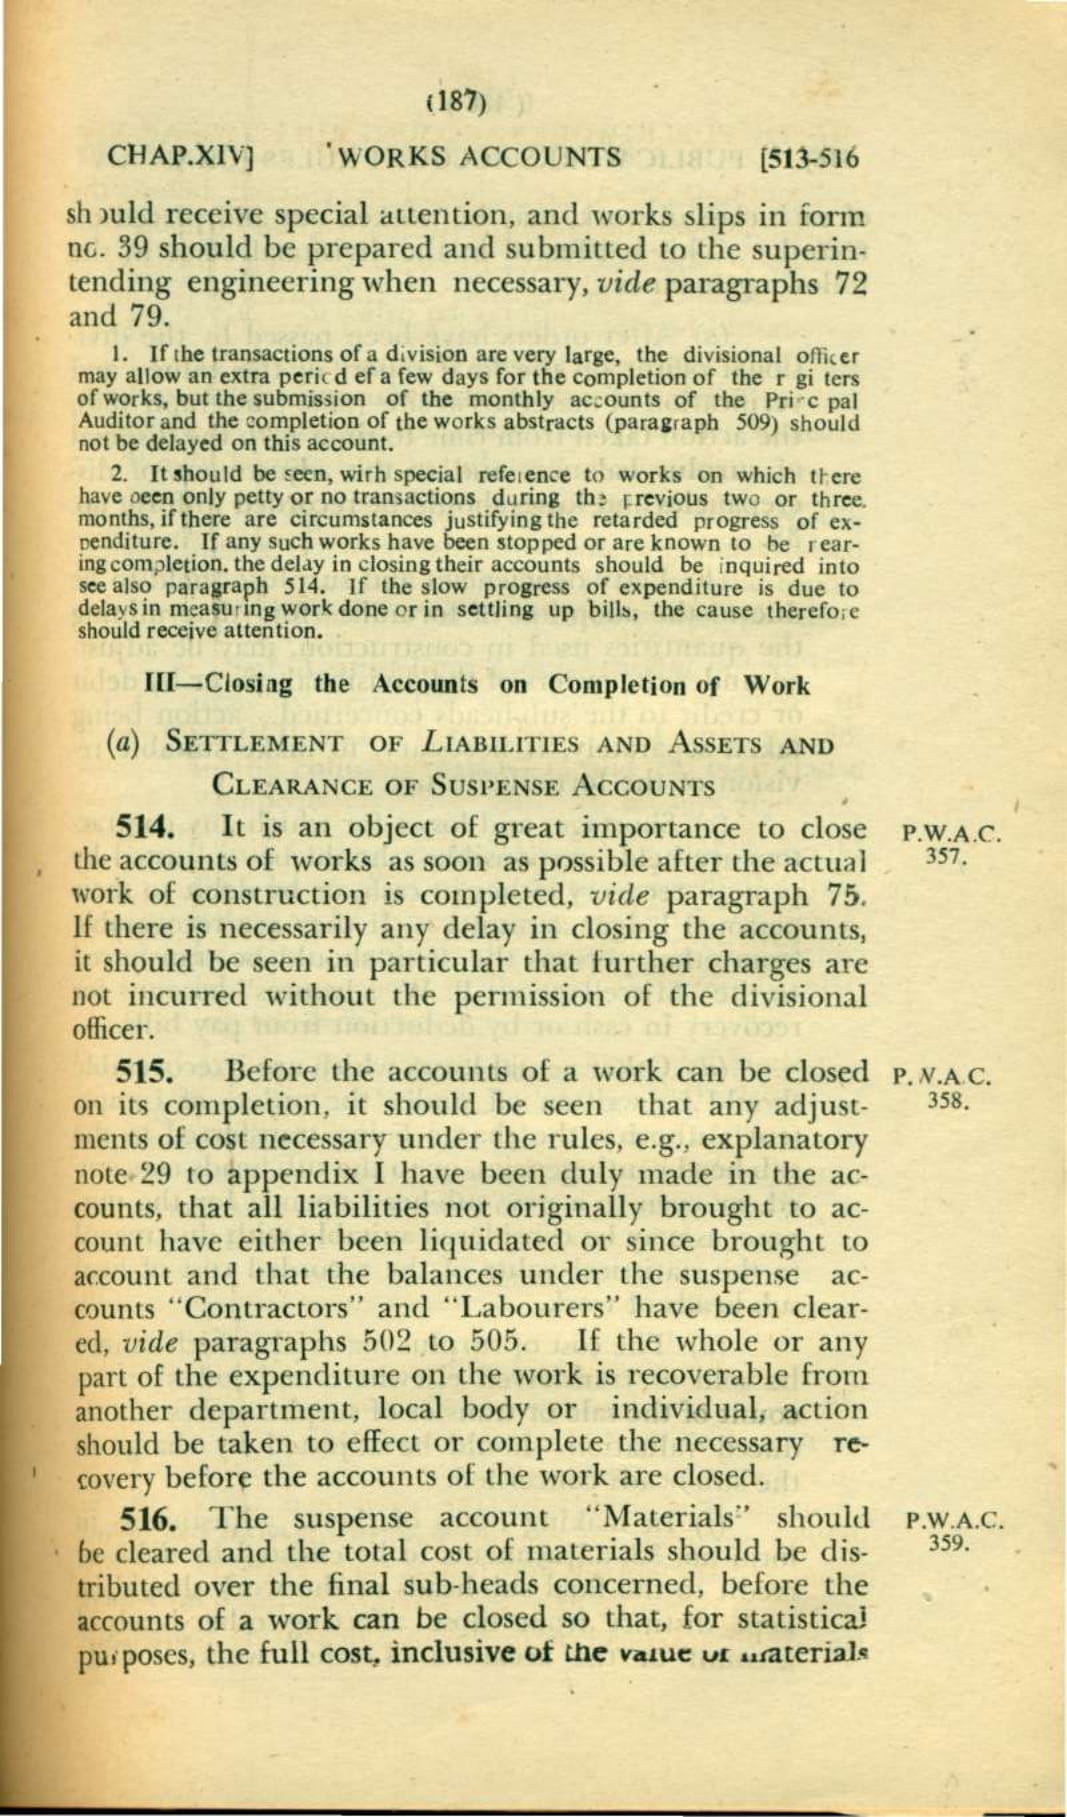 (187)
CHAP.XIV] WORKS ACCOUNTS [513-516
should receive special attention, and works slips in form
no. 39 should be prepared and submitted to the superin-
tending engineering when necessary, vide paragraphs 72
and 79.
1. If the transactions of a division are very large, the divisional officer
may allow an extra period ef a few days for the completion of the r gi ters
of works, but the submission of the monthly accounts of the Pri c pal
Auditor and the completion of the works abstracts (paragraph 509) should
not be delayed on this account.
2. It should be seen, wirh special reference to works on which there
have oeen only petty or no transactions during the previous two or three.
months, if there are circumstances justifying the retarded progress of ex-
penditure. If any such works have been stopped or are known to be rear-
ing completion. the delay in closing their accounts should be inquired into
see also paragraph 514. If the slow progress of expenditure is due to
delays in measuring work done or in settling up bills, the cause therefore
should receive attention.
III—Closing the Accounts on Completion of Work
(a) SETTLEMENT OF LIABILITIES AND ASSETS AND
CLEARANCE OF SUSPENSE ACCOUNTS
514. It is an object of great importance to close P.W.A.C.
the accounts of works as soon as possible after the actual 357.
work of construction is completed, vide paragraph 75.
If there is necessarily any delay in closing the accounts,
it should be seen in particular that further charges are
not incurred without the permission of the divisional
officer.
515. Before the accounts of a work can be closed P.W.A.C.
on its completion, it should be seen that any adjust- 358.
ments of cost necessary under the rules, e.g., explanatory
note 29 to appendix I have been duly made in the ac-
counts, that all liabilities not originally brought to ac-
count have either been liquidated or since brought to
account and that the balances under the suspense ac-
counts "Contractors" and "Labourers" have been clear-
ed, vide paragraphs 502 to 505. If the whole or any
part of the expenditure on the work is recoverable from
another department, local body or individual, action
should be taken to effect or complete the necessary re-
covery before the accounts of the work are closed.
516. The suspense account "Materials" should P.W.A.C.
be cleared and the total cost of materials should be dis- 359.
tributed over the final sub-heads concerned, before the
accounts of a work can be closed so that, for statistical
purposes, the full cost, inclusive of the value of materials